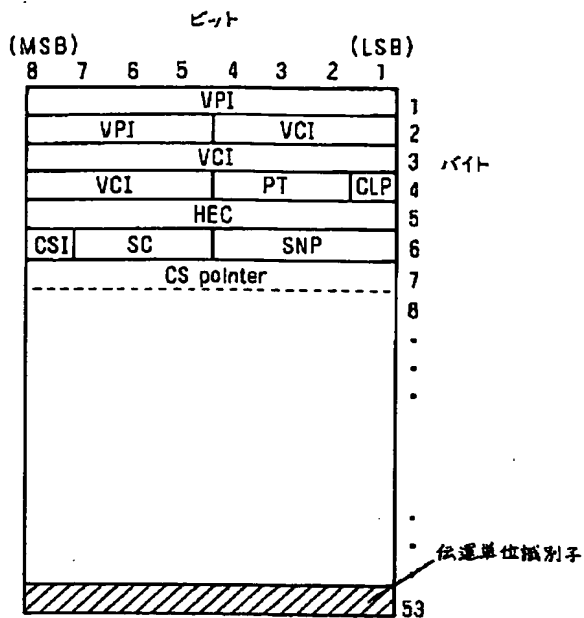 ビット
(MSB) (LSB)
8 7 6 5 4 3 2 1
VPI 1
VPI VCI 2
VCI 3 バイト
VCI PT CLP 4
HEC 5
CSI SC SNP 6
CS pointer 7
8
伝達単位識別子
53